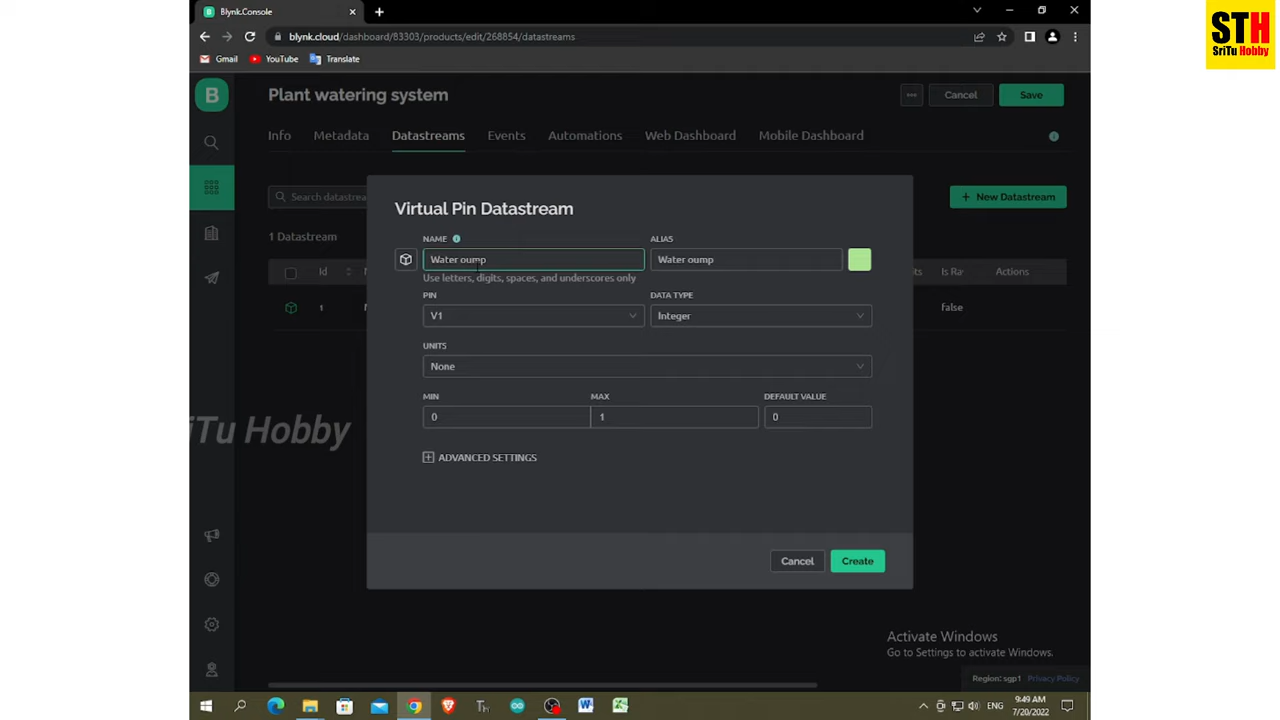 Blynk.Console
STH
SriTu Hobby
blynk.cloud/dashboard/83303/products/edit/268854/datastreams
Gmail YouTube Translate
B Plant watering system ... Cancel Save
Info Metadata Datastreams Events Automations Web Dashboard Mobile Dashboard
Search datastrea
+ New Datastream
1 Datastream
Id
Is Ra
Actions
1
false
Virtual Pin Datastream
NAME ALIAS
Water oump Water oump
Use letters, digits, spaces, and underscores only
PIN DATA TYPE
V1 Integer
UNITS
None
MIN MAX DEFAULT VALUE
0 1 0
ADVANCED SETTINGS
iTu Hobby
Cancel Create
Activate Windows
Go to Settings to activate Windows.
Region: sgp1 Privacy Policy
ENG
9:49 AM
7/20/2022